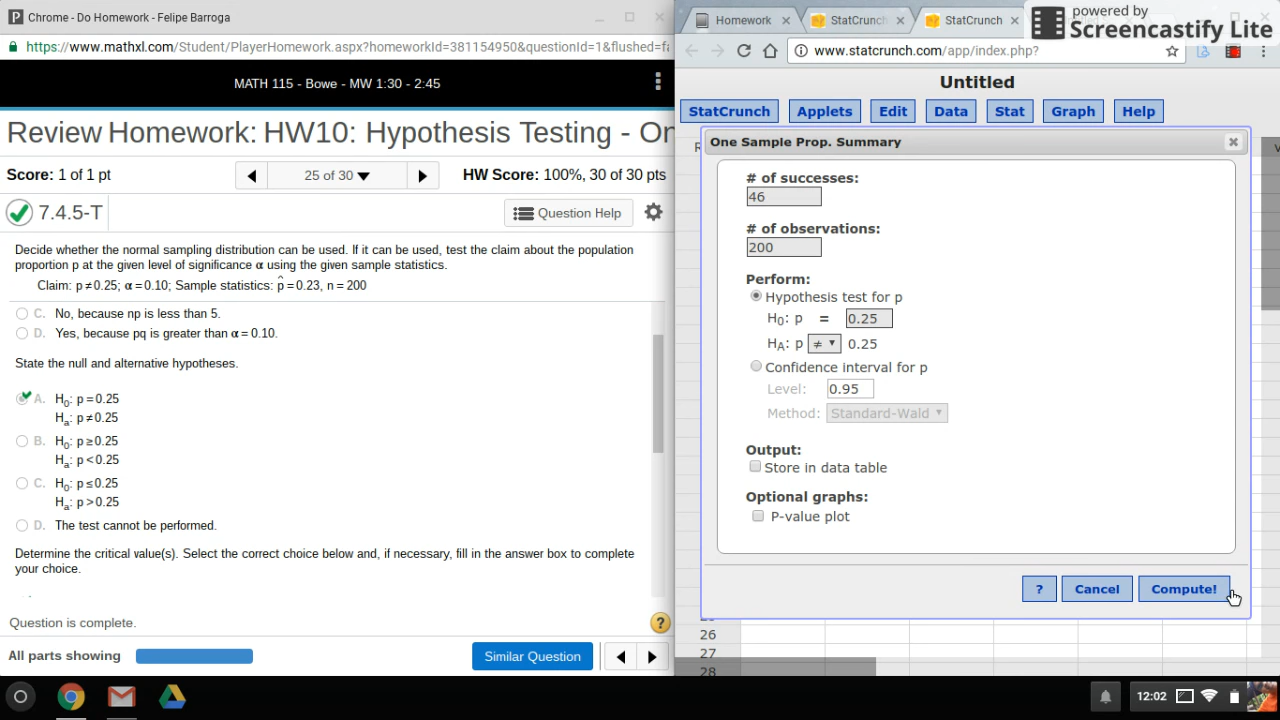 Chrome - Do Homework - Felipe Barroga
https://www.mathxl.com/Student/PlayerHomework.aspx?homeworkId=381154950&questionId=1&flushed=fa
MATH 115 - Bowe - MW 1:30 - 2:45
Review Homework: HW10: Hypothesis Testing - On
Score: 1 of 1 pt
25 of 30
HW Score: 100%, 30 of 30 pts
7.4.5-T
Question Help
Decide whether the normal sampling distribution can be used. If it can be used, test the claim about the population
proportion p at the given level of significance α using the given sample statistics.
Claim: p≠0.25; α=0.10; Sample statistics: p̂=0.23, n=200
C. No, because np is less than 5.
D. Yes, because pq is greater than α=0.10.
State the null and alternative hypotheses.
A. H0: p=0.25
Ha: p≠0.25
B. H0: p≥0.25
Ha: p<0.25
C. H0: p≤0.25
Ha: p>0.25
D. The test cannot be performed.
Determine the critical value(s). Select the correct choice below and, if necessary, fill in the answer box to complete
your choice.
Question is complete.
?
All parts showing
Similar Question
Homework
StatCrunch
StatCrunch
powered by
Screencastify Lite
www.statcrunch.com/app/index.php?
Untitled
StatCrunch
Applets
Edit
Data
Stat
Graph
Help
One Sample Prop. Summary
# of successes:
46
# of observations:
200
Perform:
Hypothesis test for p
H0: p = 0.25
HA: p ≠ 0.25
Confidence interval for p
Level: 0.95
Method: Standard-Wald
Output:
Store in data table
Optional graphs:
P-value plot
?
Cancel
Compute!
26
27
28
12:02